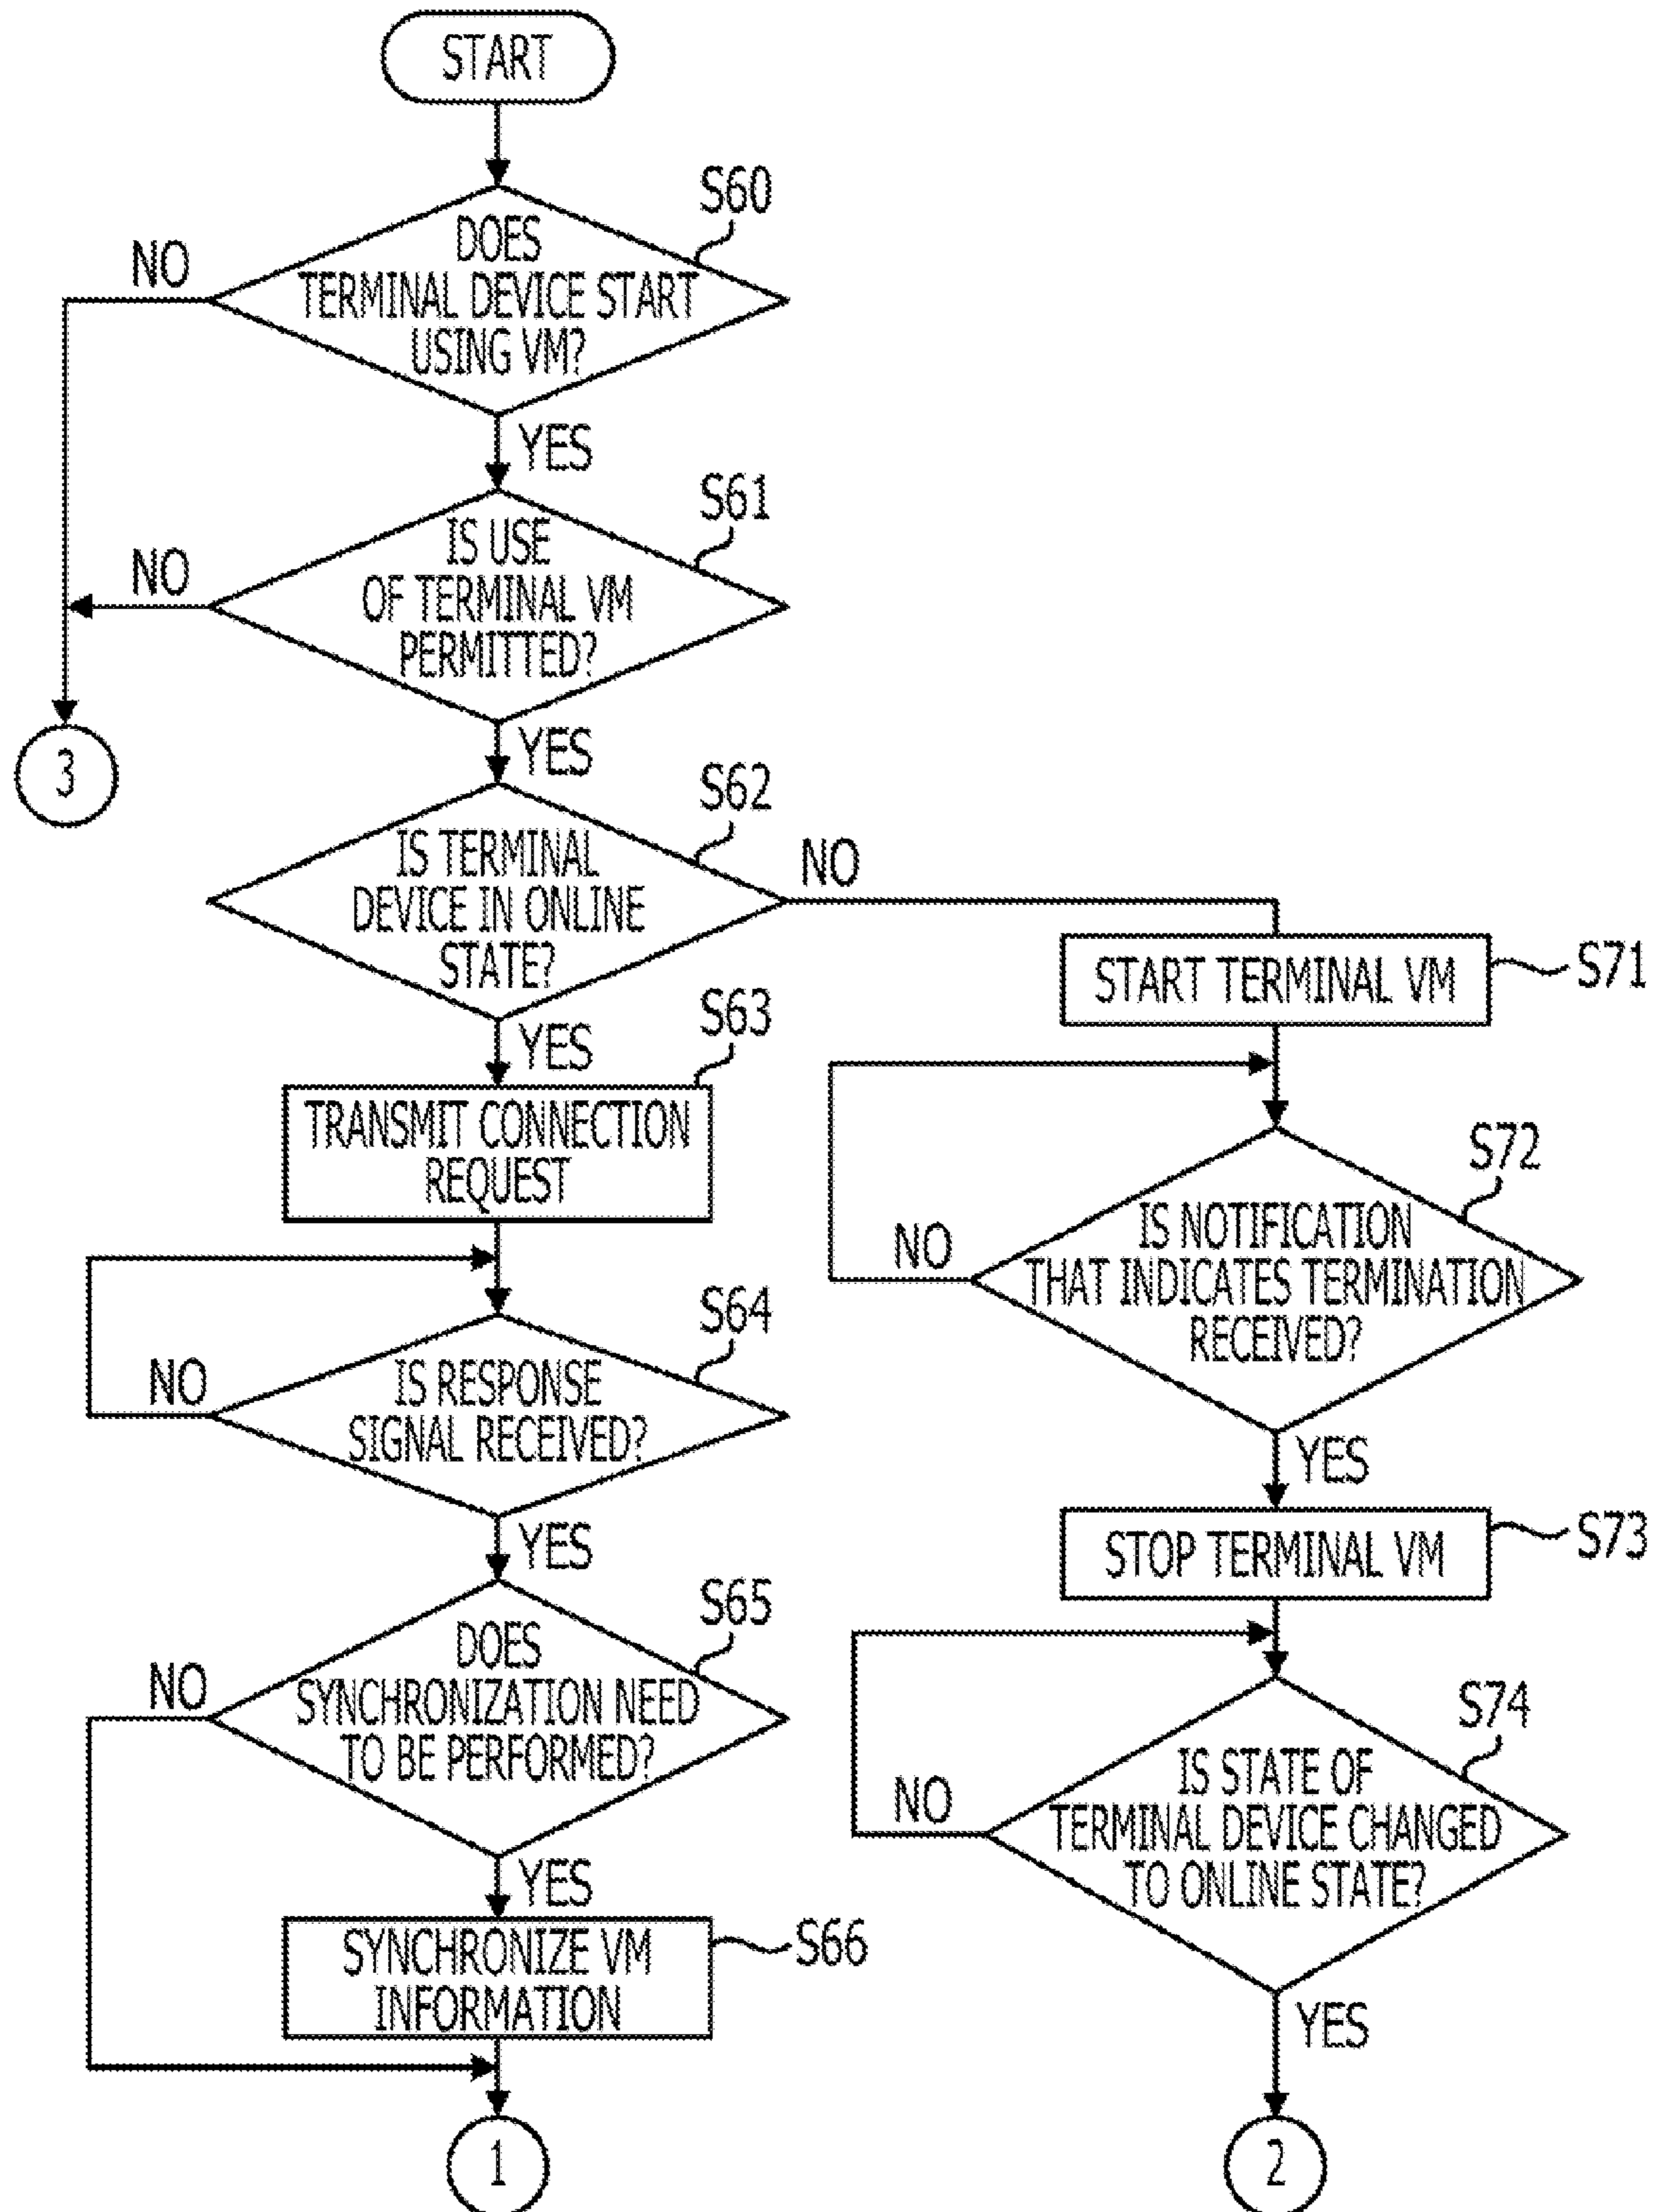 START
S60
DOES
TERMINAL DEVICE START
USING VM?
NO
YES
S61
IS USE
OF TERMINAL VM
PERMITTED?
NO
YES
3
S62
IS TERMINAL
DEVICE IN ONLINE
STATE?
NO
YES
S63
TRANSMIT CONNECTION
REQUEST
S64
IS RESPONSE
SIGNAL RECEIVED?
NO
YES
S65
DOES
SYNCHRONIZATION NEED
TO BE PERFORMED?
NO
YES
SYNCHRONIZE VM
INFORMATION
S66
1
START TERMINAL VM
S71
S72
IS NOTIFICATION
THAT INDICATES TERMINATION
RECEIVED?
NO
YES
STOP TERMINAL VM
S73
S74
IS STATE OF
TERMINAL DEVICE CHANGED
TO ONLINE STATE?
NO
YES
2